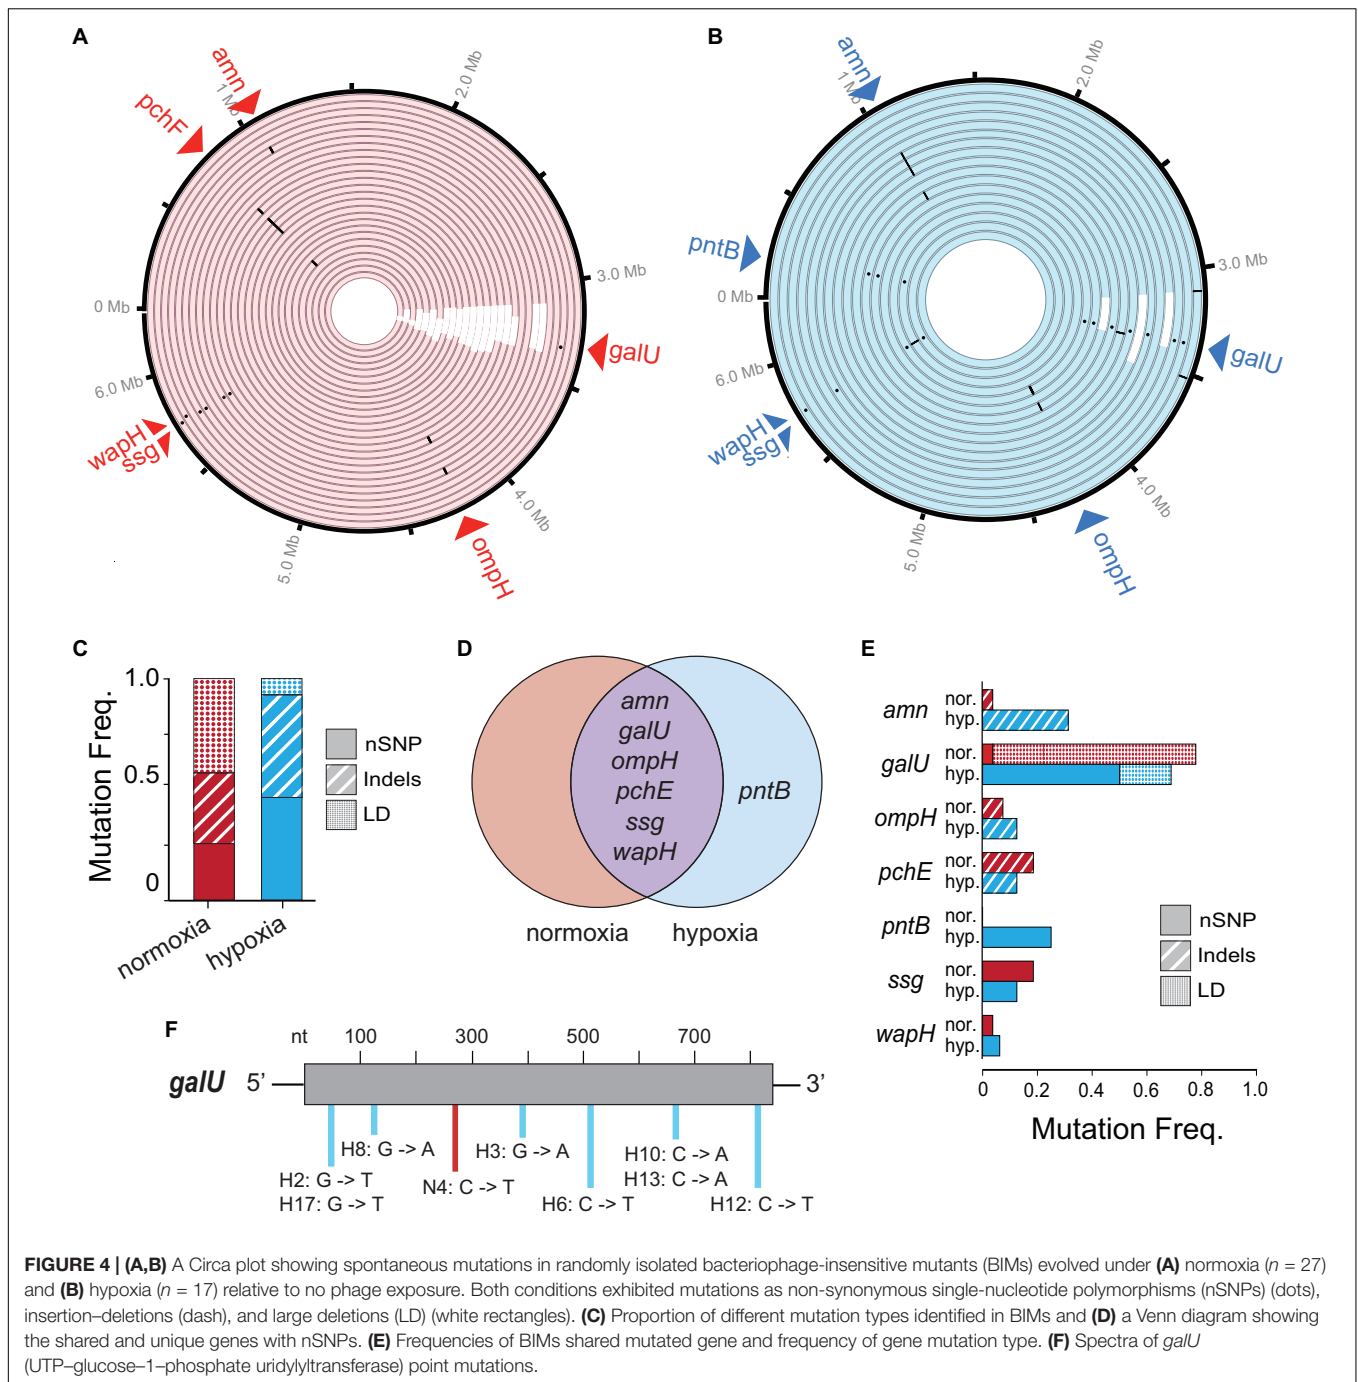 A
amn
1 Mb
pchF
2.0 Mb
3.0 Mb
0 Mb
galU
6.0 Mb
wapH
ssg
4.0 Mb
5.0 Mb
ompH
B
amn
1 Mb
2.0 Mb
pntB
3.0 Mb
0 Mb
galU
6.0 Mb
wapH
ssg
4.0 Mb
5.0 Mb
ompH
C
Mutation Freq.
1.0
0.5
0
normoxia
hypoxia
nSNP
Indels
LD
D
amn
galU
ompH
pchE
ssg
wapH
pntB
normoxia
hypoxia
E
amn nor.
hyp.
galU nor.
hyp.
ompH nor.
hyp.
pchE nor.
hyp.
pntB nor.
hyp.
ssg nor.
hyp.
wapH nor.
hyp.
nSNP
Indels
LD
0 0.2 0.4 0.6 0.8 1.0
Mutation Freq.
F
nt 100 300 500 700
galU 5’ 3’
H8: G -> A
H3: G -> A
H10: C -> A
H2: G -> T
N4: C -> T
H13: C -> A
H17: G -> T
H6: C -> T
H12: C -> T
FIGURE 4 | (A,B) A Circa plot showing spontaneous mutations in randomly isolated bacteriophage-insensitive mutants (BIMs) evolved under (A) normoxia (n = 27)
and (B) hypoxia (n = 17) relative to no phage exposure. Both conditions exhibited mutations as non-synonymous single-nucleotide polymorphisms (nSNPs) (dots),
insertion–deletions (dash), and large deletions (LD) (white rectangles). (C) Proportion of different mutation types identified in BIMs and (D) a Venn diagram showing
the shared and unique genes with nSNPs. (E) Frequencies of BIMs shared mutated gene and frequency of gene mutation type. (F) Spectra of galU
(UTP–glucose–1–phosphate uridylyltransferase) point mutations.